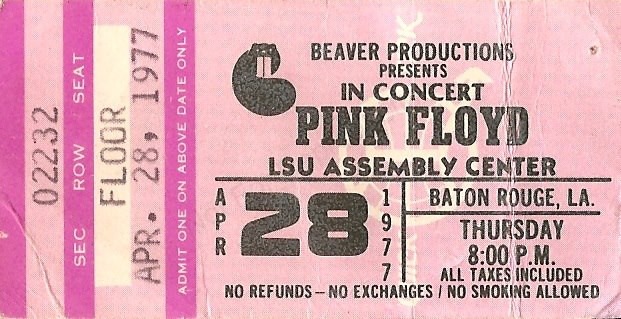 02232
SEC ROW SEAT
FLOOR
APR. 28, 1977
ADMIT ONE ON ABOVE DATE ONLY
BEAVER PRODUCTIONS
PRESENTS
IN CONCERT
PINK FLOYD
LSU ASSEMBLY CENTER
APR 28 1977
BATON ROUGE, LA.
THURSDAY
8:00 P.M.
ALL TAXES INCLUDED
NO REFUNDS – NO EXCHANGES / NO SMOKING ALLOWED